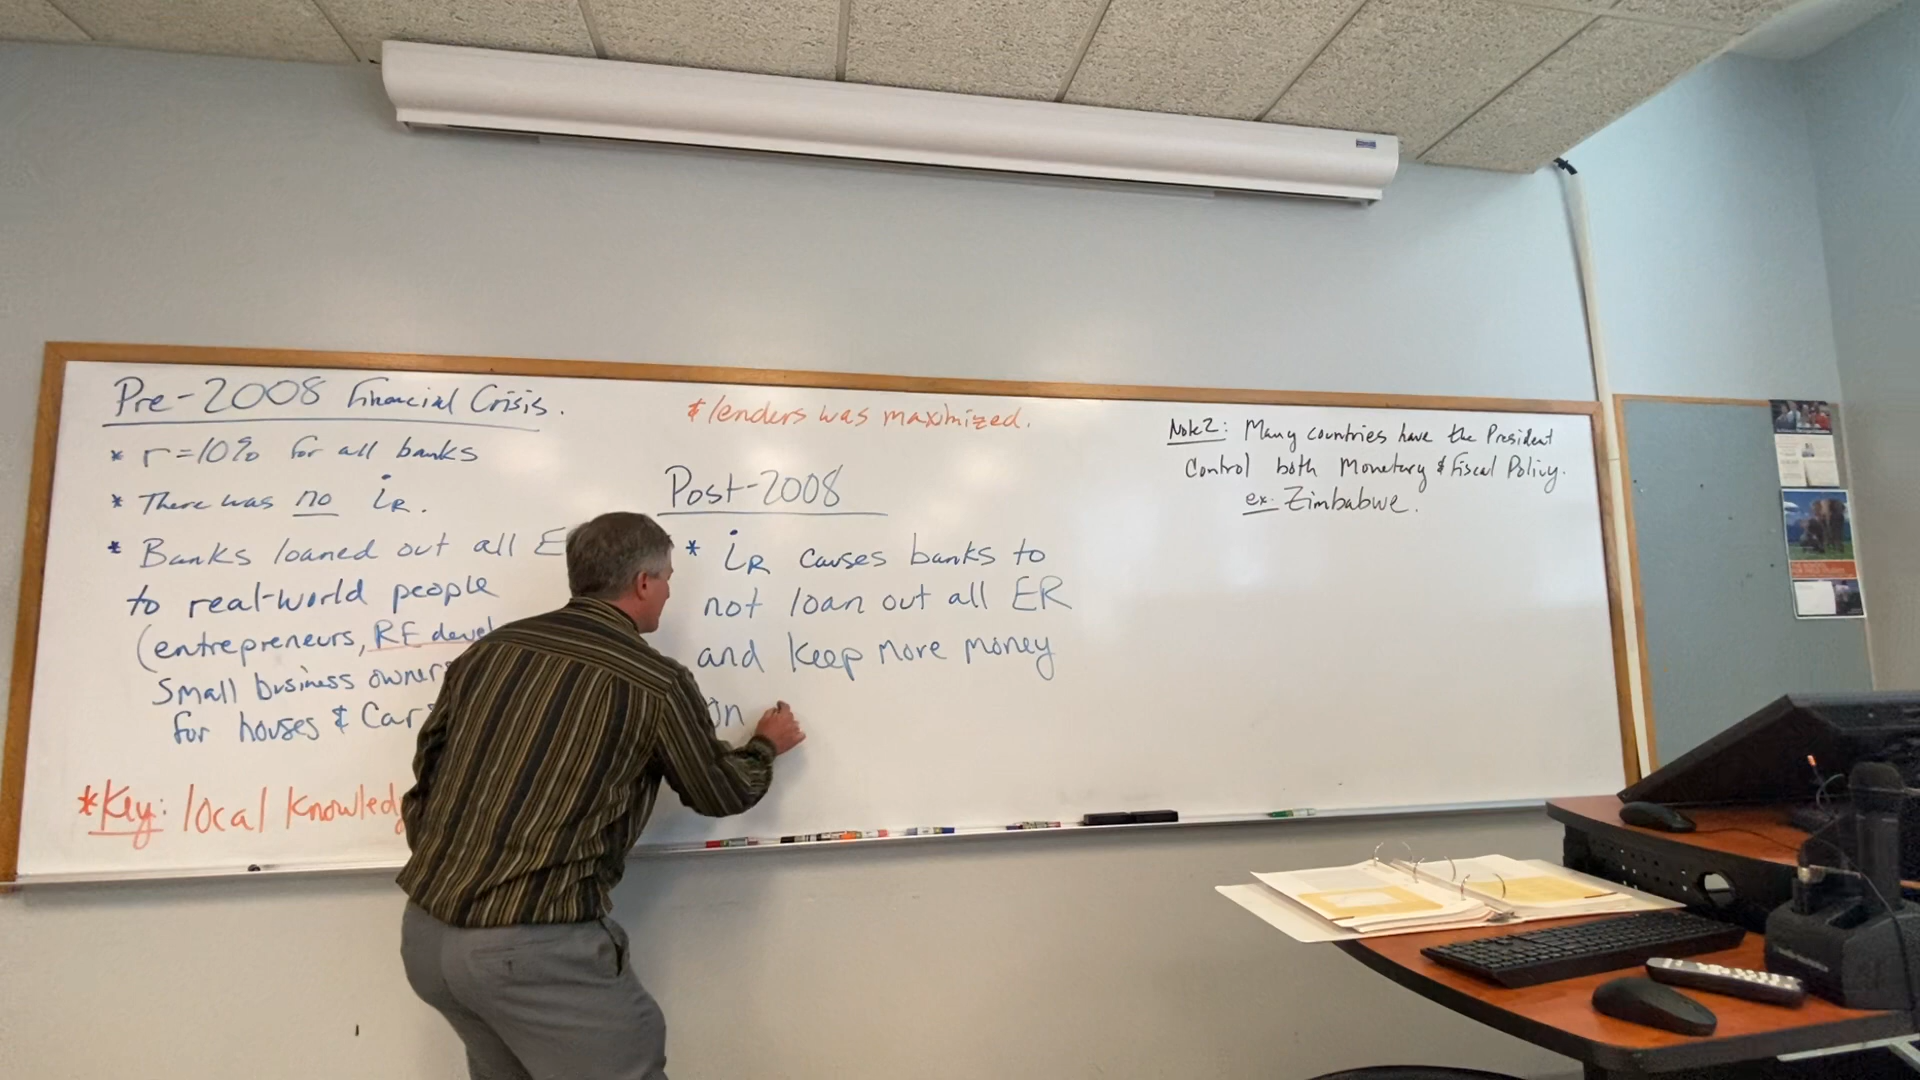 Pre-2008 Financial Crisis.
* r=10% for all banks
* There was no iR.
* Banks loaned out all E
to real-world people
(entrepreneurs, RE devel
Small business owner
for houses & Car
*Key: local knowledg
* lenders was maximized.
Post-2008
* iR causes banks to
not loan out all ER
and keep more money
on
Note2: Many countries have the President
Control both Monetary & Fiscal Policy.
ex: Zimbabwe.